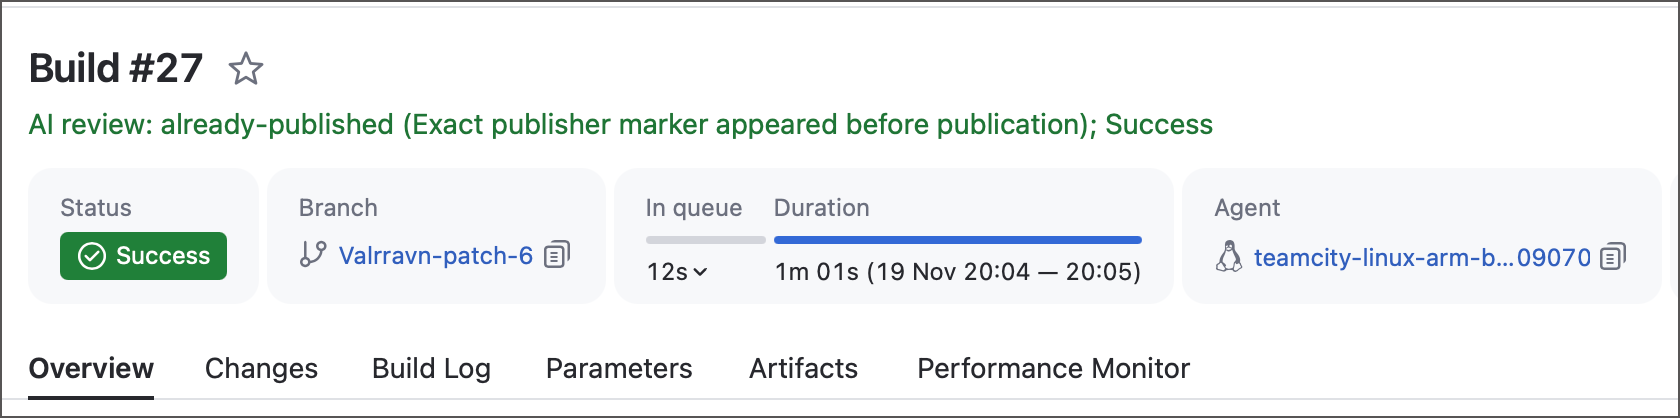 Build #27
AI review: already-published (Exact publisher marker appeared before publication); Success
Status
Success
Branch
Valrravn-patch-6
In queue
12s
Duration
1m 01s (19 Nov 20:04 — 20:05)
Agent
teamcity-linux-arm-b...09070
Overview
Changes
Build Log
Parameters
Artifacts
Performance Monitor